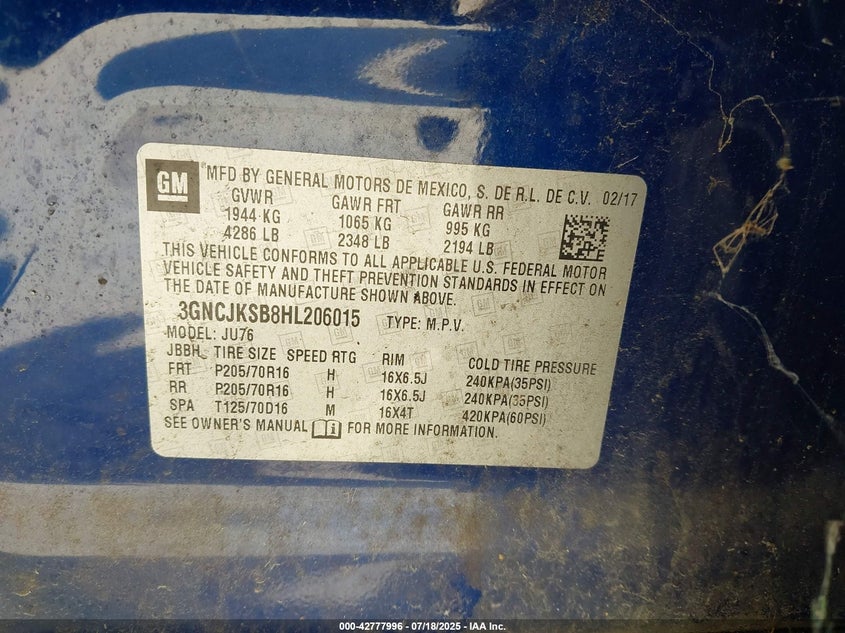 GM
®MFD BY GENERAL MOTORS DE MEXICO, S. DE R.L. DE C.V. 02/17
GVWR GAWR FRT GAWR RR
1944 KG 1065 KG 995 KG
4286 LB 2348 LB 2194 LB
THIS VEHICLE CONFORMS TO ALL APPLICABLE U.S. FEDERAL MOTOR
VEHICLE SAFETY AND THEFT PREVENTION STANDARDS IN EFFECT ON
THE DATE OF MANUFACTURE SHOWN ABOVE.
3GNCJKSB8HL206015 TYPE: M.P.V.
MODEL: JU76
JBBH TIRE SIZE SPEED RTG RIM COLD TIRE PRESSURE
FRT P205/70R16 H 16X6.5J 240KPA(35PSI)
RR P205/70R16 H 16X6.5J 240KPA(35PSI)
SPA T125/70D16 M 16X4T 420KPA(60PSI)
SEE OWNER'S MANUAL FOR MORE INFORMATION.
000-42777996 - 07/18/2025 - IAA Inc.